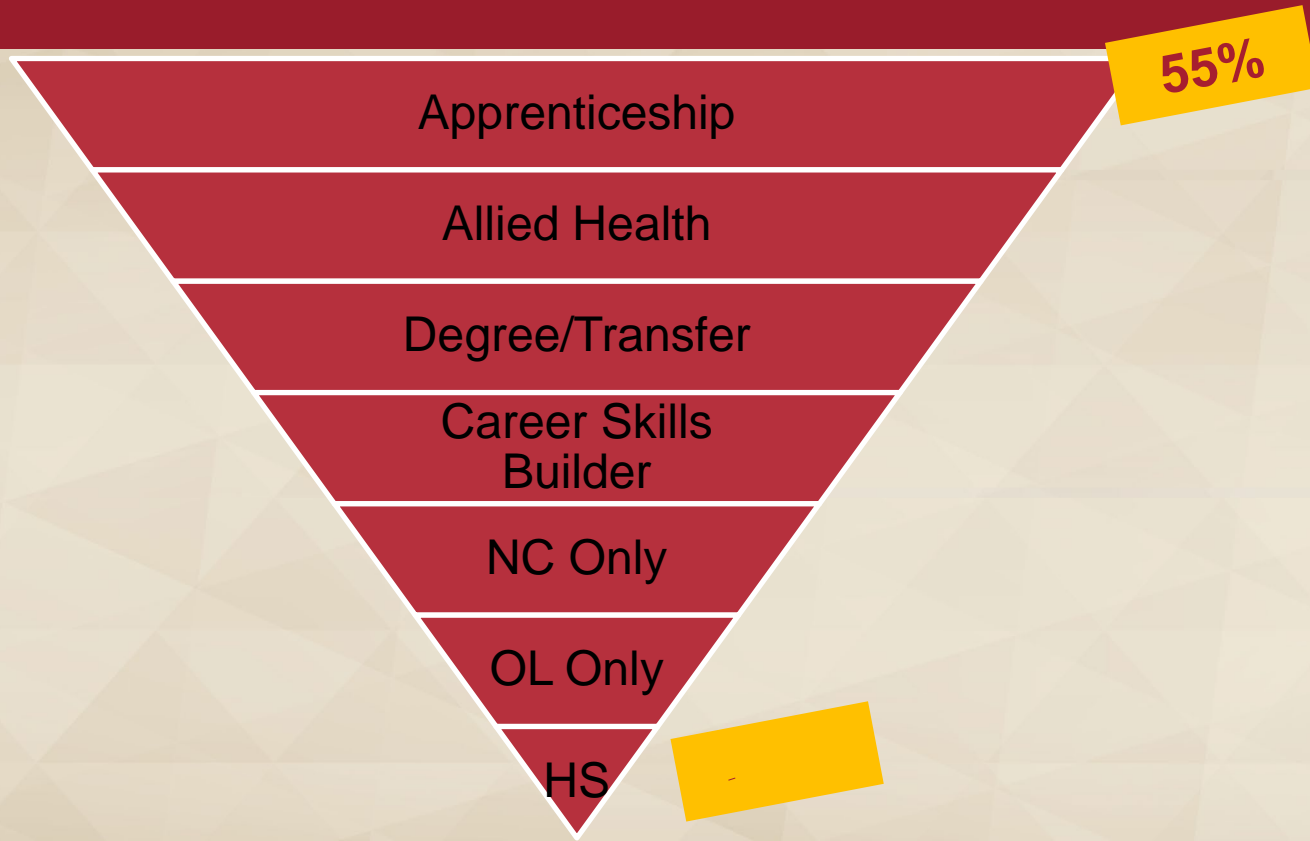 55%
Apprenticeship
Allied Health
Degree/Transfer
Career Skills
Builder
NC Only
OL Only
HS